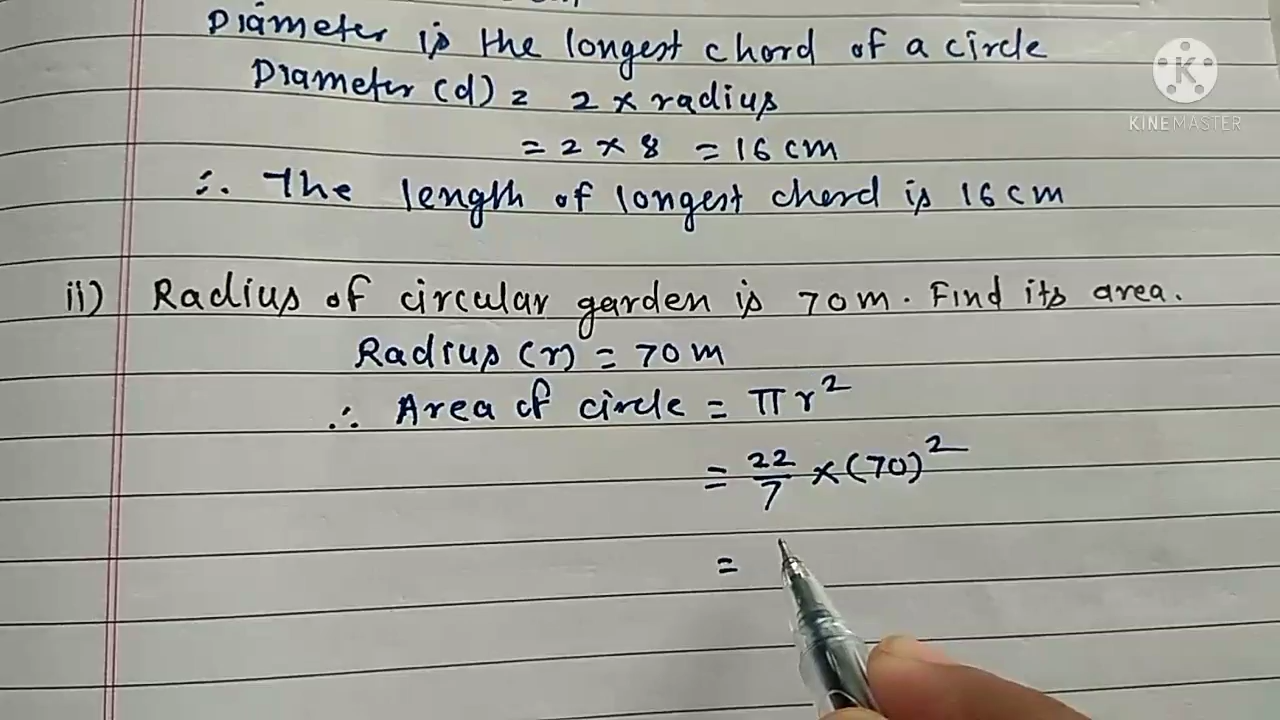 Diameter is the longest chord of a circle
Diameter (d) = 2 × radius
= 2 × 8 = 16 cm
∴ The length of longest chord is 16 cm
ii) Radius of circular garden is 70 m. Find its area.
Radius (r) = 70 m
∴ Area of circle = πr²
= 22/7 × (70)²
=
K
KINEMASTER